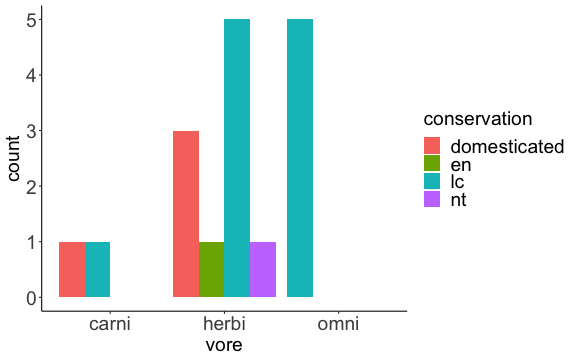 5
4
3
2
1
0
count
carni herbi omni
vore
conservation
domesticated
en
lc
nt